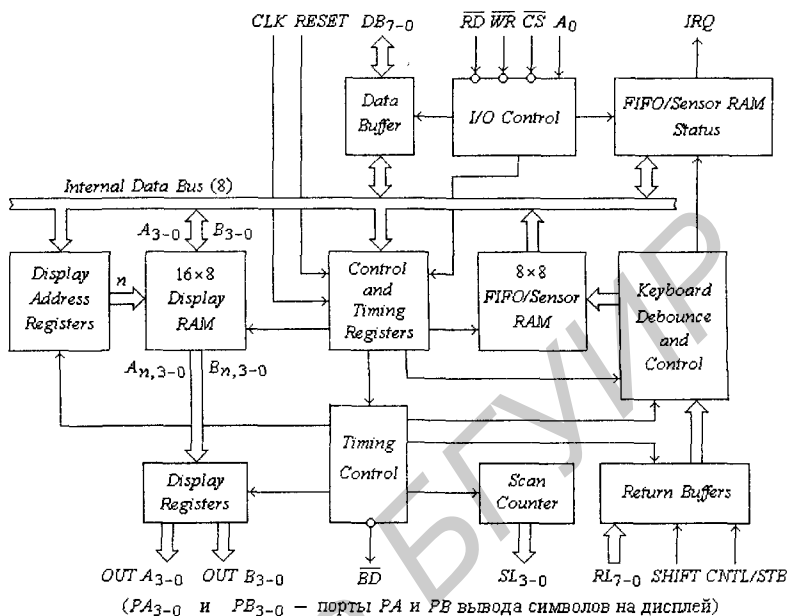 CLK RESET DB7-0 RD WR CS A0 IRQ
Data
Buffer
I/O Control
FIFO/Sensor RAM
Status
Internal Data Bus (8)
A3-0 B3-0
Display
Address
Registers
n
16×8
Display
RAM
Control
and
Timing
Registers
8×8
FIFO/Sensor
RAM
Keyboard
Debounce
and
Control
An,3-0 Bn,3-0
Timing
Control
Display
Registers
Scan
Counter
Return Buffers
OUT A3-0 OUT B3-0 BD SL3-0 RL7-0 SHIFT CNTL/STB
(PA3-0 и PB3-0 – порты PA и PB вывода символов на дисплей)
БГУИР